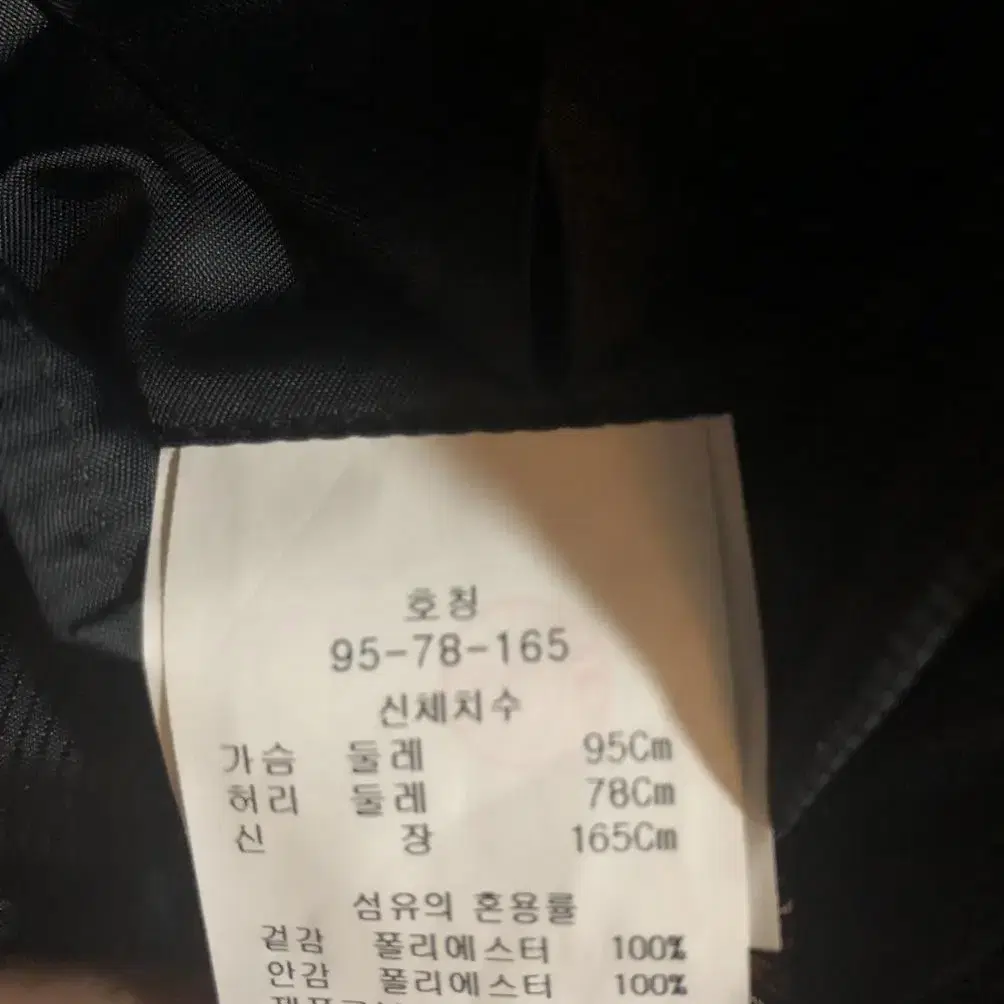 호칭
95-78-165
신체치수
가슴 둘레 95Cm
허리 둘레 78Cm
신 장 165Cm
섬유의 혼용률
겉감 폴리에스터 100%
안감 폴리에스터 100%